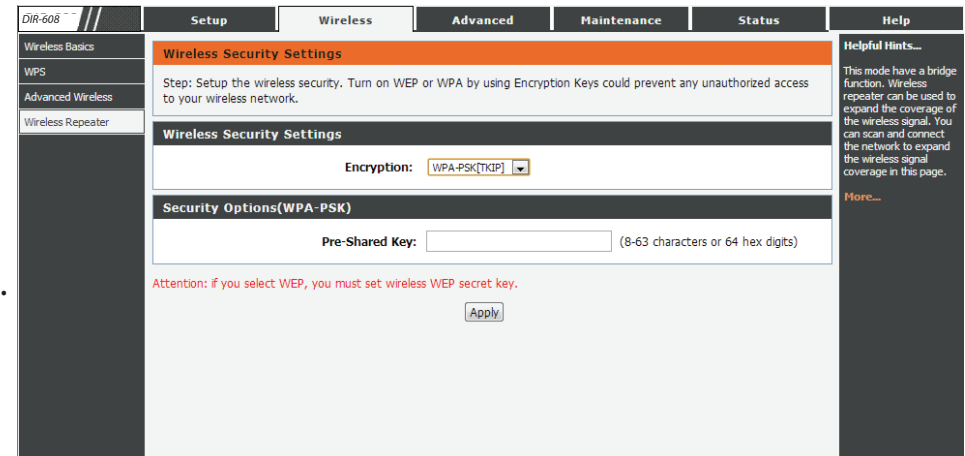 DIR-608
Setup
Wireless
Advanced
Maintenance
Status
Help
Wireless Basics
WPS
Advanced Wireless
Wireless Repeater
Wireless Security Settings
Step: Setup the wireless security. Turn on WEP or WPA by using Encryption Keys could prevent any unauthorized access
to your wireless network.
Wireless Security Settings
Encryption: WPA-PSK[TKIP]
Security Options(WPA-PSK)
Pre-Shared Key: (8-63 characters or 64 hex digits)
Attention: if you select WEP, you must set wireless WEP secret key.
Apply
Helpful Hints...
This mode have a bridge
function. Wireless
repeater can be used to
expand the coverage of
the wireless signal. You
can scan and connect
the network to expand
the wireless signal
coverage in this page.
More...